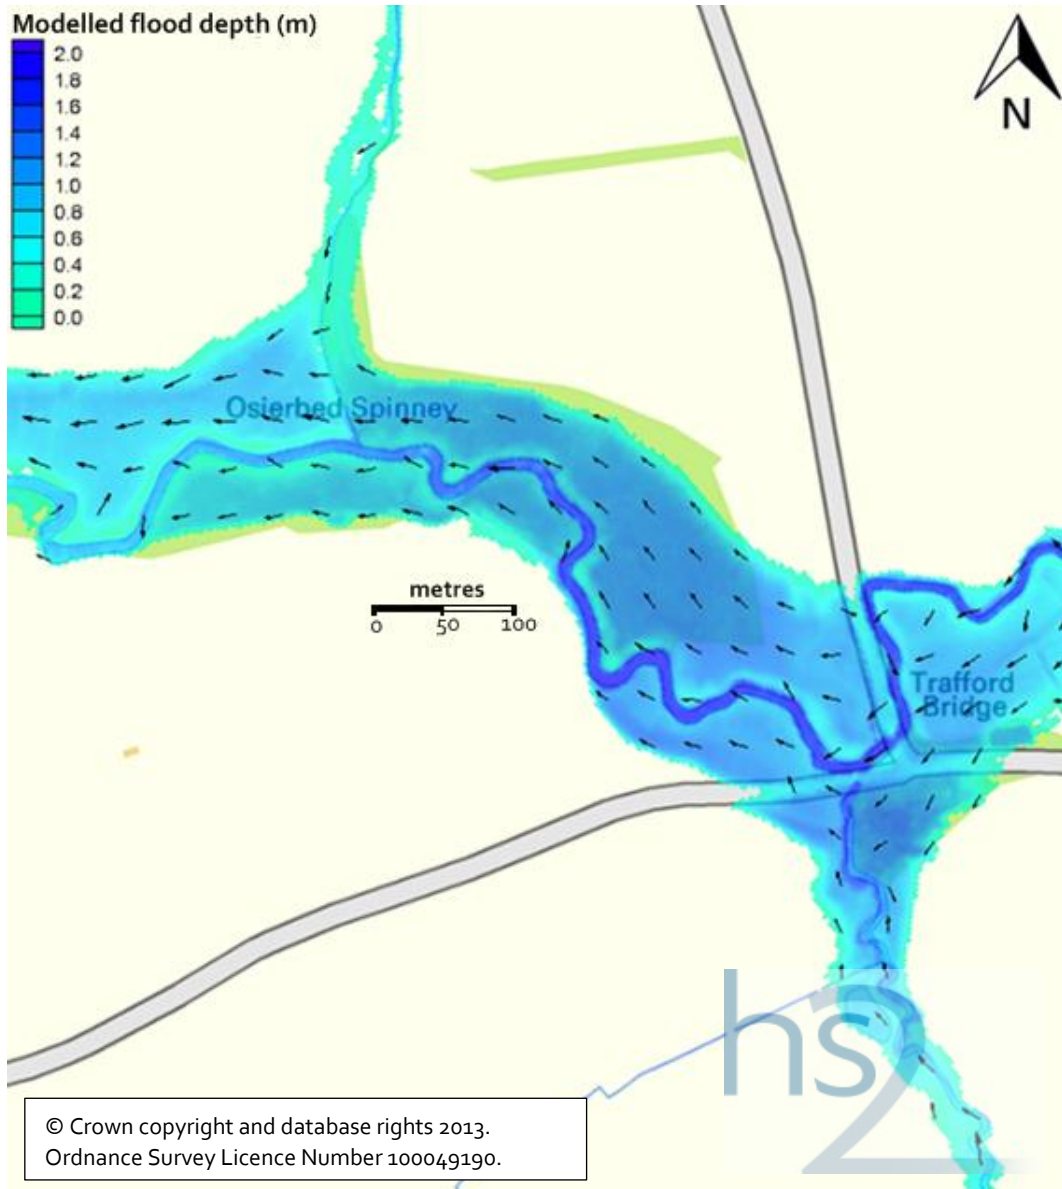 Modelled flood depth (m)
2.0
1.8
1.6
1.4
1.2
1.0
0.8
0.6
0.4
0.2
0.0
N
Osierbed Spinney
metres
0 50 100
Trafford
Bridge
hs2
© Crown copyright and database rights 2013.
Ordnance Survey Licence Number 100049190.